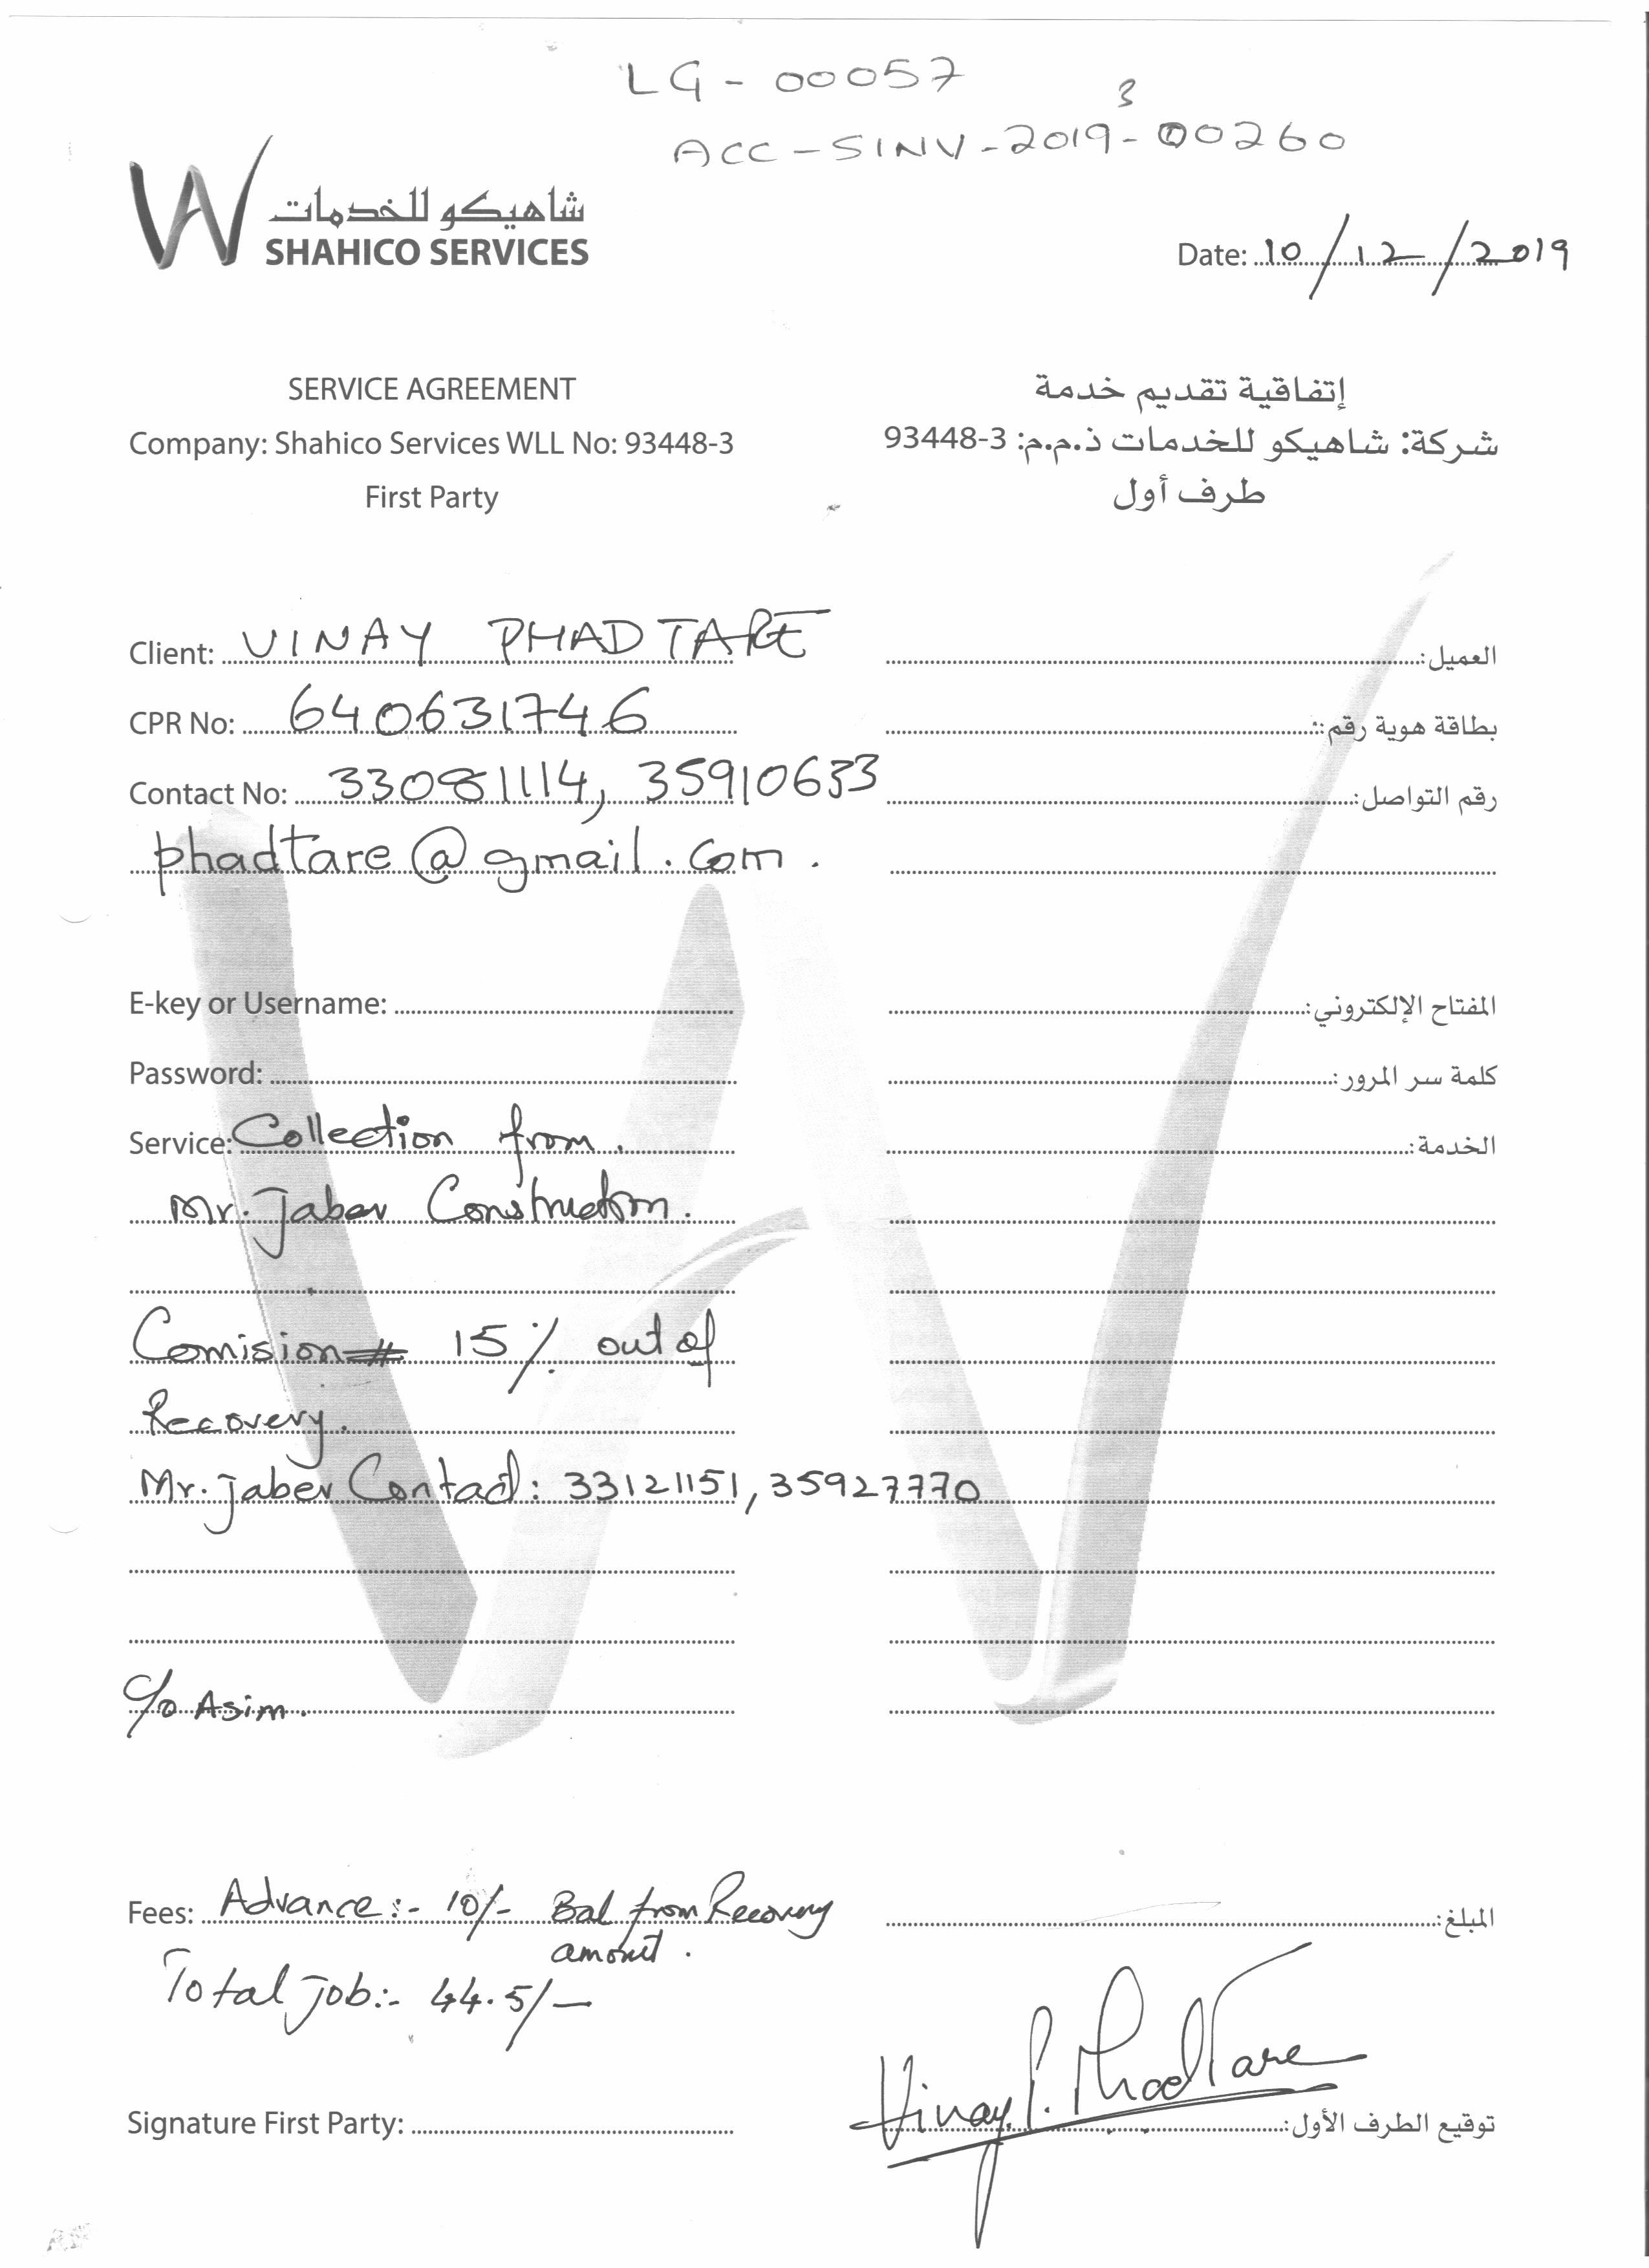 LG - 00057
3
ACC - SINV - 2019 - 00260
شاهيكو للخدمات
SHAHICO SERVICES
Date: 10/12/2019
SERVICE AGREEMENT
إتفاقية تقديم خدمة
Company: Shahico Services WLL No: 93448-3
شركة: شاهيكو للخدمات ذ.م.م: 3-93448
First Party
طرف أول
Client: VINAY PHADTARE
العميل:
CPR No: 640631746
بطاقة هوية رقم:
Contact No: 33081114, 35910633
رقم التواصل:
phadtare@gmail.com.
E-key or Username:
المفتاح الإلكتروني:
Password:
كلمة سر المرور:
Service: Collection from.
الخدمة:
Mr. Jaber Construction.
Comision 15% out of
Recovery.
Mr. Jaber Contact: 33121151, 35927770
c/o Asim.
Fees: Advance:- 10/- Bal from Recovery
المبلغ:
amount.
Total job:- 44.5/-
Vinay P. Phadtare
Signature First Party:
توقيع الطرف الأول: